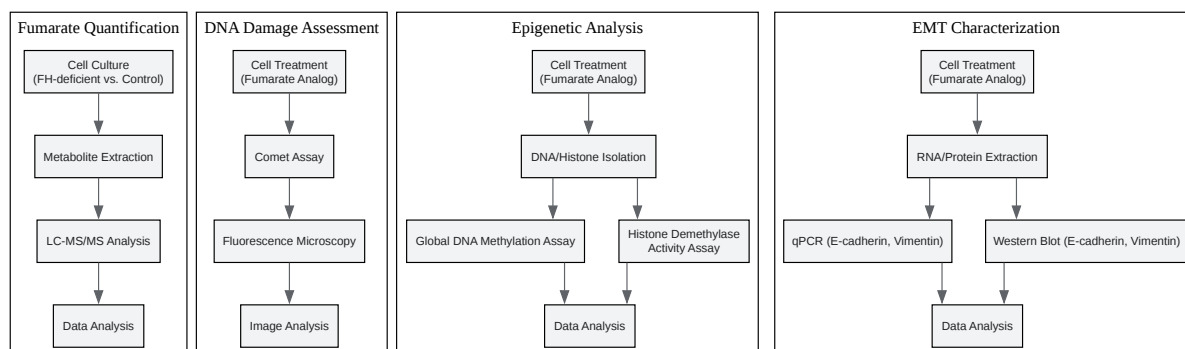 Fumarate Quantification
Cell Culture
(FH-deficient vs. Control)
Metabolite Extraction
LC-MS/MS Analysis
Data Analysis
DNA Damage Assessment
Cell Treatment
(Fumarate Analog)
Comet Assay
Fluorescence Microscopy
Image Analysis
Epigenetic Analysis
Cell Treatment
(Fumarate Analog)
DNA/Histone Isolation
Global DNA Methylation Assay
Histone Demethylase
Activity Assay
Data Analysis
EMT Characterization
Cell Treatment
(Fumarate Analog)
RNA/Protein Extraction
qPCR (E-cadherin, Vimentin)
Western Blot (E-cadherin, Vimentin)
Data Analysis